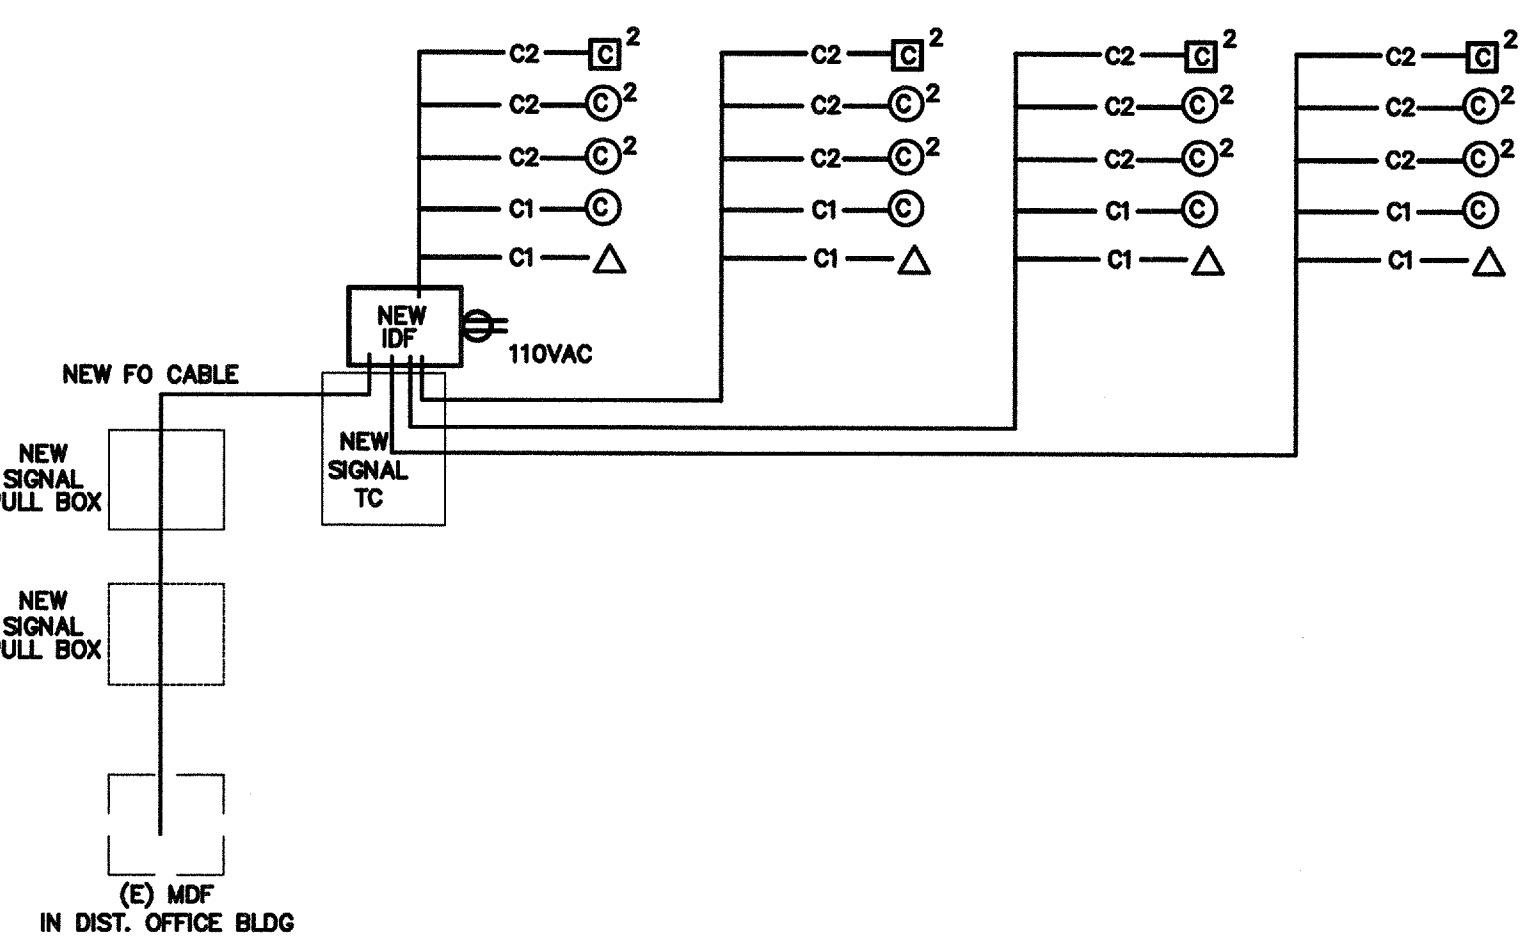 C2 C 2 C2 C 2 C2 C 2 C2 C 2
C2 C 2 C2 C 2 C2 C 2 C2 C 2
C2 C 2 C2 C 2 C2 C 2 C2 C 2
C1 C C1 C C1 C C1 C
C1 C1 C1 C1
NEW
IDF
110VAC
NEW FO CABLE
NEW
SIGNAL
TC
NEW
SIGNAL
ULL BOX
NEW
SIGNAL
ULL BOX
(E) MDF
IN DIST. OFFICE BLDG